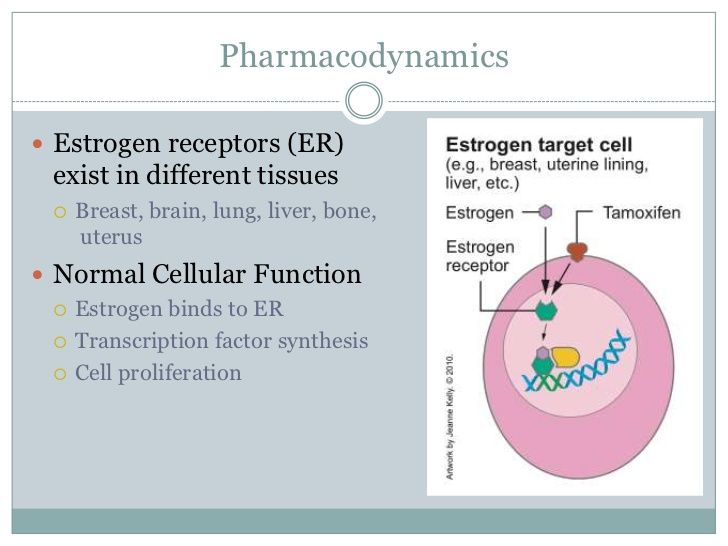 Pharmacodynamics
Estrogen receptors (ER)
exist in different tissues
Breast, brain, lung, liver, bone,
uterus
Normal Cellular Function
Estrogen binds to ER
Transcription factor synthesis
Cell proliferation
Estrogen target cell
(e.g., breast, uterine lining,
liver, etc.)
Estrogen
Tamoxifen
Estrogen
receptor
Artwork by Jeanne Kelly. © 2010.